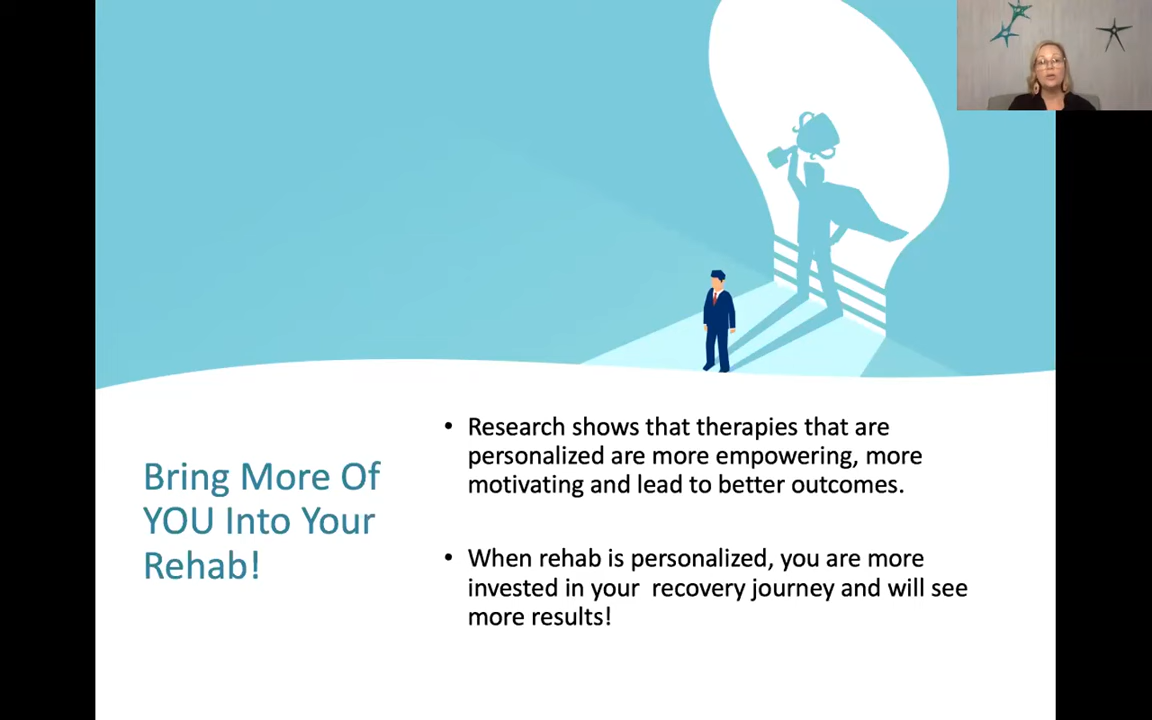 Bring More Of
YOU Into Your
Rehab!
• Research shows that therapies that are
personalized are more empowering, more
motivating and lead to better outcomes.
• When rehab is personalized, you are more
invested in your  recovery journey and will see
more results!